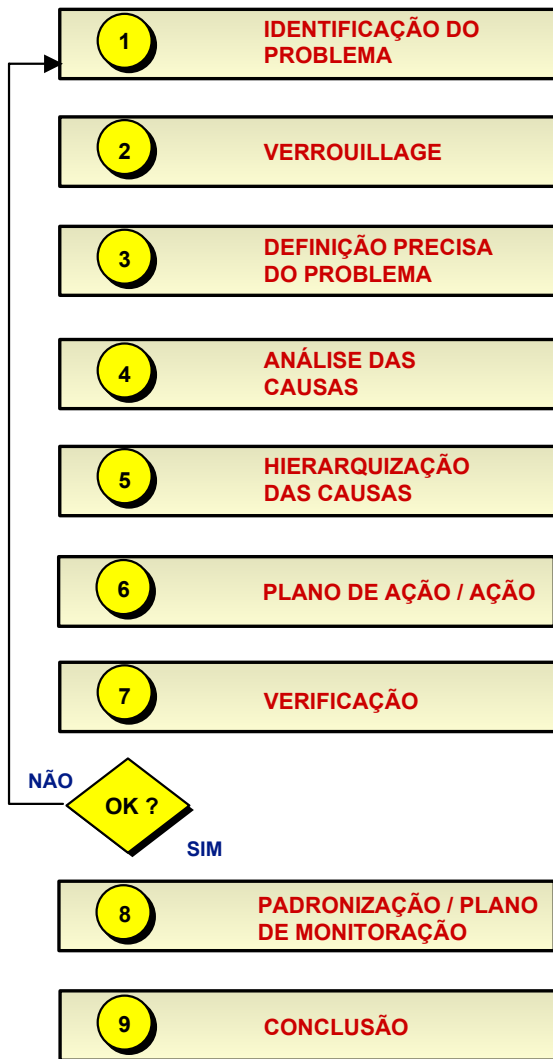 1
IDENTIFICAÇÃO DO
PROBLEMA
2
VERROUILLAGE
3
DEFINIÇÃO PRECISA
DO PROBLEMA
4
ANÁLISE DAS
CAUSAS
5
HIERARQUIZAÇÃO
DAS CAUSAS
6
PLANO DE AÇÃO / AÇÃO
7
VERIFICAÇÃO
NÃO
OK ?
SIM
8
PADRONIZAÇÃO / PLANO
DE MONITORAÇÃO
9
CONCLUSÃO